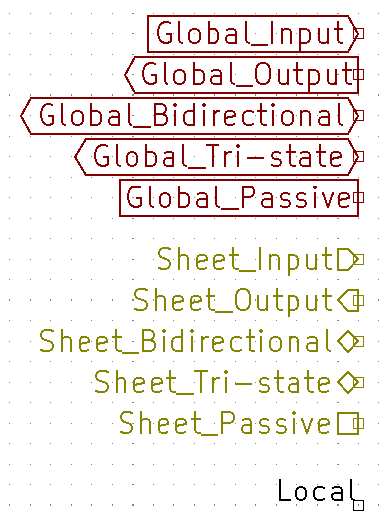 Global_Input
Global_Output
Global_Bidirectional
Global_Tri-state
Global_Passive
Sheet_Input
Sheet_Output
Sheet_Bidirectional
Sheet_Tri-state
Sheet_Passive
Local